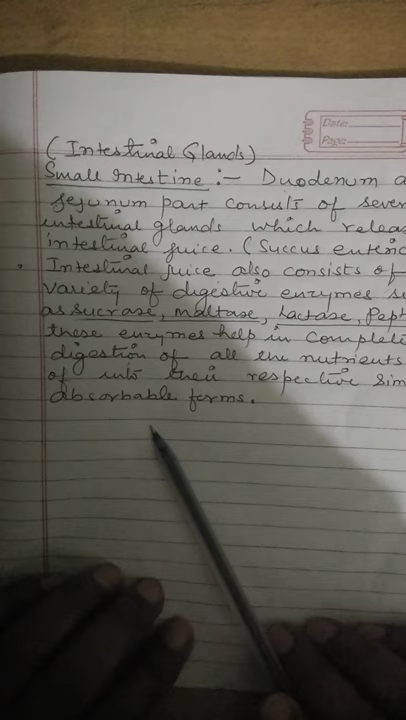 Date:
Page:
( Intestinal Glands)
Small Intestine :- Duodenum a
jejunum part consists of sever
intestinal glands which releas
intestinal juice. ( Succus enteric
Intestinal juice also consists of
variety of digestive enzymes su
as sucrase, maltase, lactase, Pept
these enzymes help in completi
digestion of all the nutrients
of into their respective sim
absorbable forms.